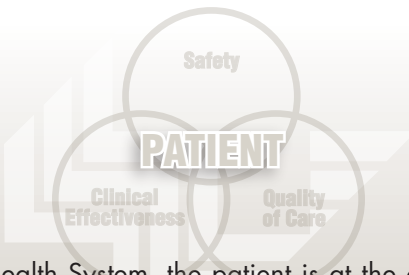 Safety
PATIENT
Clinical
Effectiveness
Quality
of Care
ealth System, the patient is at the